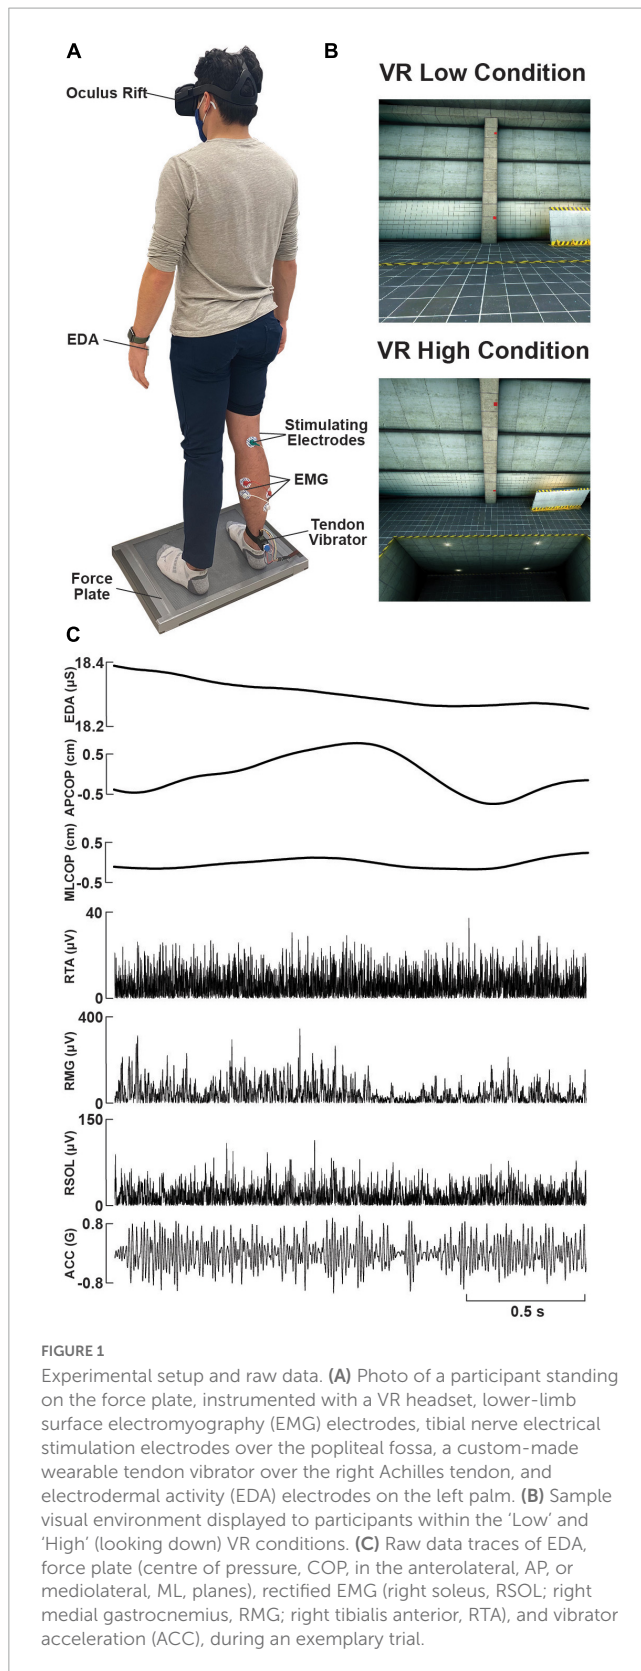 A
B
VR Low Condition
Oculus Rift
EDA
VR High Condition
Stimulating
Electrodes
EMG
Tendon
Vibrator
Force
Plate
C
18.4
EDA (µS)
18.2
0.5
APCOP (cm)
-0.5
0.5
MLCOP (cm)
-0.5
40
RTA
(µV)
0
400
RMG
(µV)
0
150
RSOL (µV)
0
0.8
ACC (G)
-0.8
0.5 s
FIGURE 1
Experimental setup and raw data. (A) Photo of a participant standing
on the force plate, instrumented with a VR headset, lower-limb
surface electromyography (EMG) electrodes, tibial nerve electrical
stimulation electrodes over the popliteal fossa, a custom-made
wearable tendon vibrator over the right Achilles tendon, and
electrodermal activity (EDA) electrodes on the left palm. (B) Sample
visual environment displayed to participants within the ‘Low’ and
‘High’ (looking down) VR conditions. (C) Raw data traces of EDA,
force plate (centre of pressure, COP, in the anterolateral, AP, or
mediolateral, ML, planes), rectified EMG (right soleus, RSOL; right
medial gastrocnemius, RMG; right tibialis anterior, RTA), and vibrator
acceleration (ACC), during an exemplary trial.